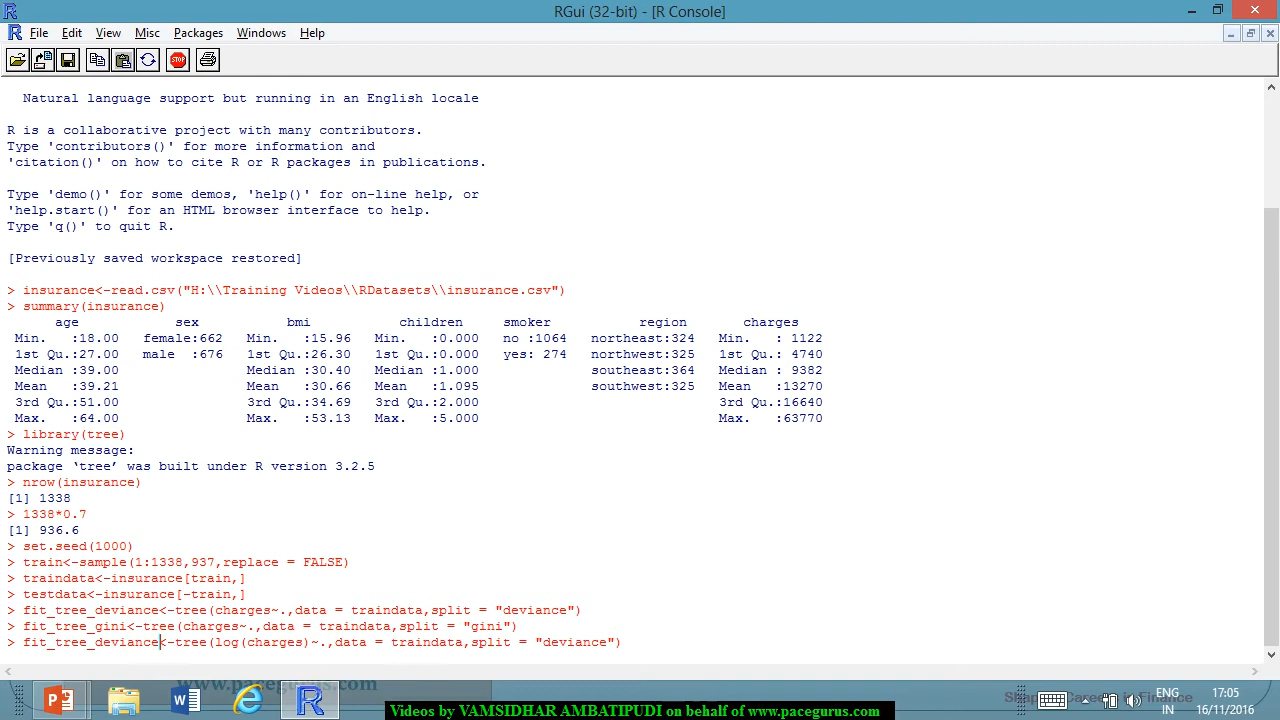 RGui (32-bit) - [R Console]
File Edit View Misc Packages Windows Help
STOP
Natural language support but running in an English locale
R is a collaborative project with many contributors.
Type 'contributors()' for more information and
'citation()' on how to cite R or R packages in publications.
Type 'demo()' for some demos, 'help()' for on-line help, or
'help.start()' for an HTML browser interface to help.
Type 'q()' to quit R.
[Previously saved workspace restored]
> insurance<-read.csv("H:\\Training Videos\\RDatasets\\insurance.csv")
> summary(insurance)
age sex bmi children smoker region charges
Min. :18.00 female:662 Min. :15.96 Min. :0.000 no :1064 northeast:324 Min. : 1122
1st Qu.:27.00 male :676 1st Qu.:26.30 1st Qu.:0.000 yes: 274 northwest:325 1st Qu.: 4740
Median :39.00 Median :30.40 Median :1.000 southeast:364 Median : 9382
Mean :39.21 Mean :30.66 Mean :1.095 southwest:325 Mean :13270
3rd Qu.:51.00 3rd Qu.:34.69 3rd Qu.:2.000 3rd Qu.:16640
Max. :64.00 Max. :53.13 Max. :5.000 Max. :63770
> library(tree)
Warning message:
package ‘tree’ was built under R version 3.2.5
> nrow(insurance)
[1] 1338
> 1338*0.7
[1] 936.6
> set.seed(1000)
> train<-sample(1:1338,937,replace = FALSE)
> traindata<-insurance[train,]
> testdata<-insurance[-train,]
> fit_tree_deviance<-tree(charges~.,data = traindata,split = "deviance")
> fit_tree_gini<-tree(charges~.,data = traindata,split = "gini")
> fit_tree_deviance<-tree(log(charges)~.,data = traindata,split = "deviance")
www.pacegurus.com
ENG 17:05
IN 16/11/2016
Videos by VAMSIDHAR AMBATIPUDI on behalf of www.pacegurus.com